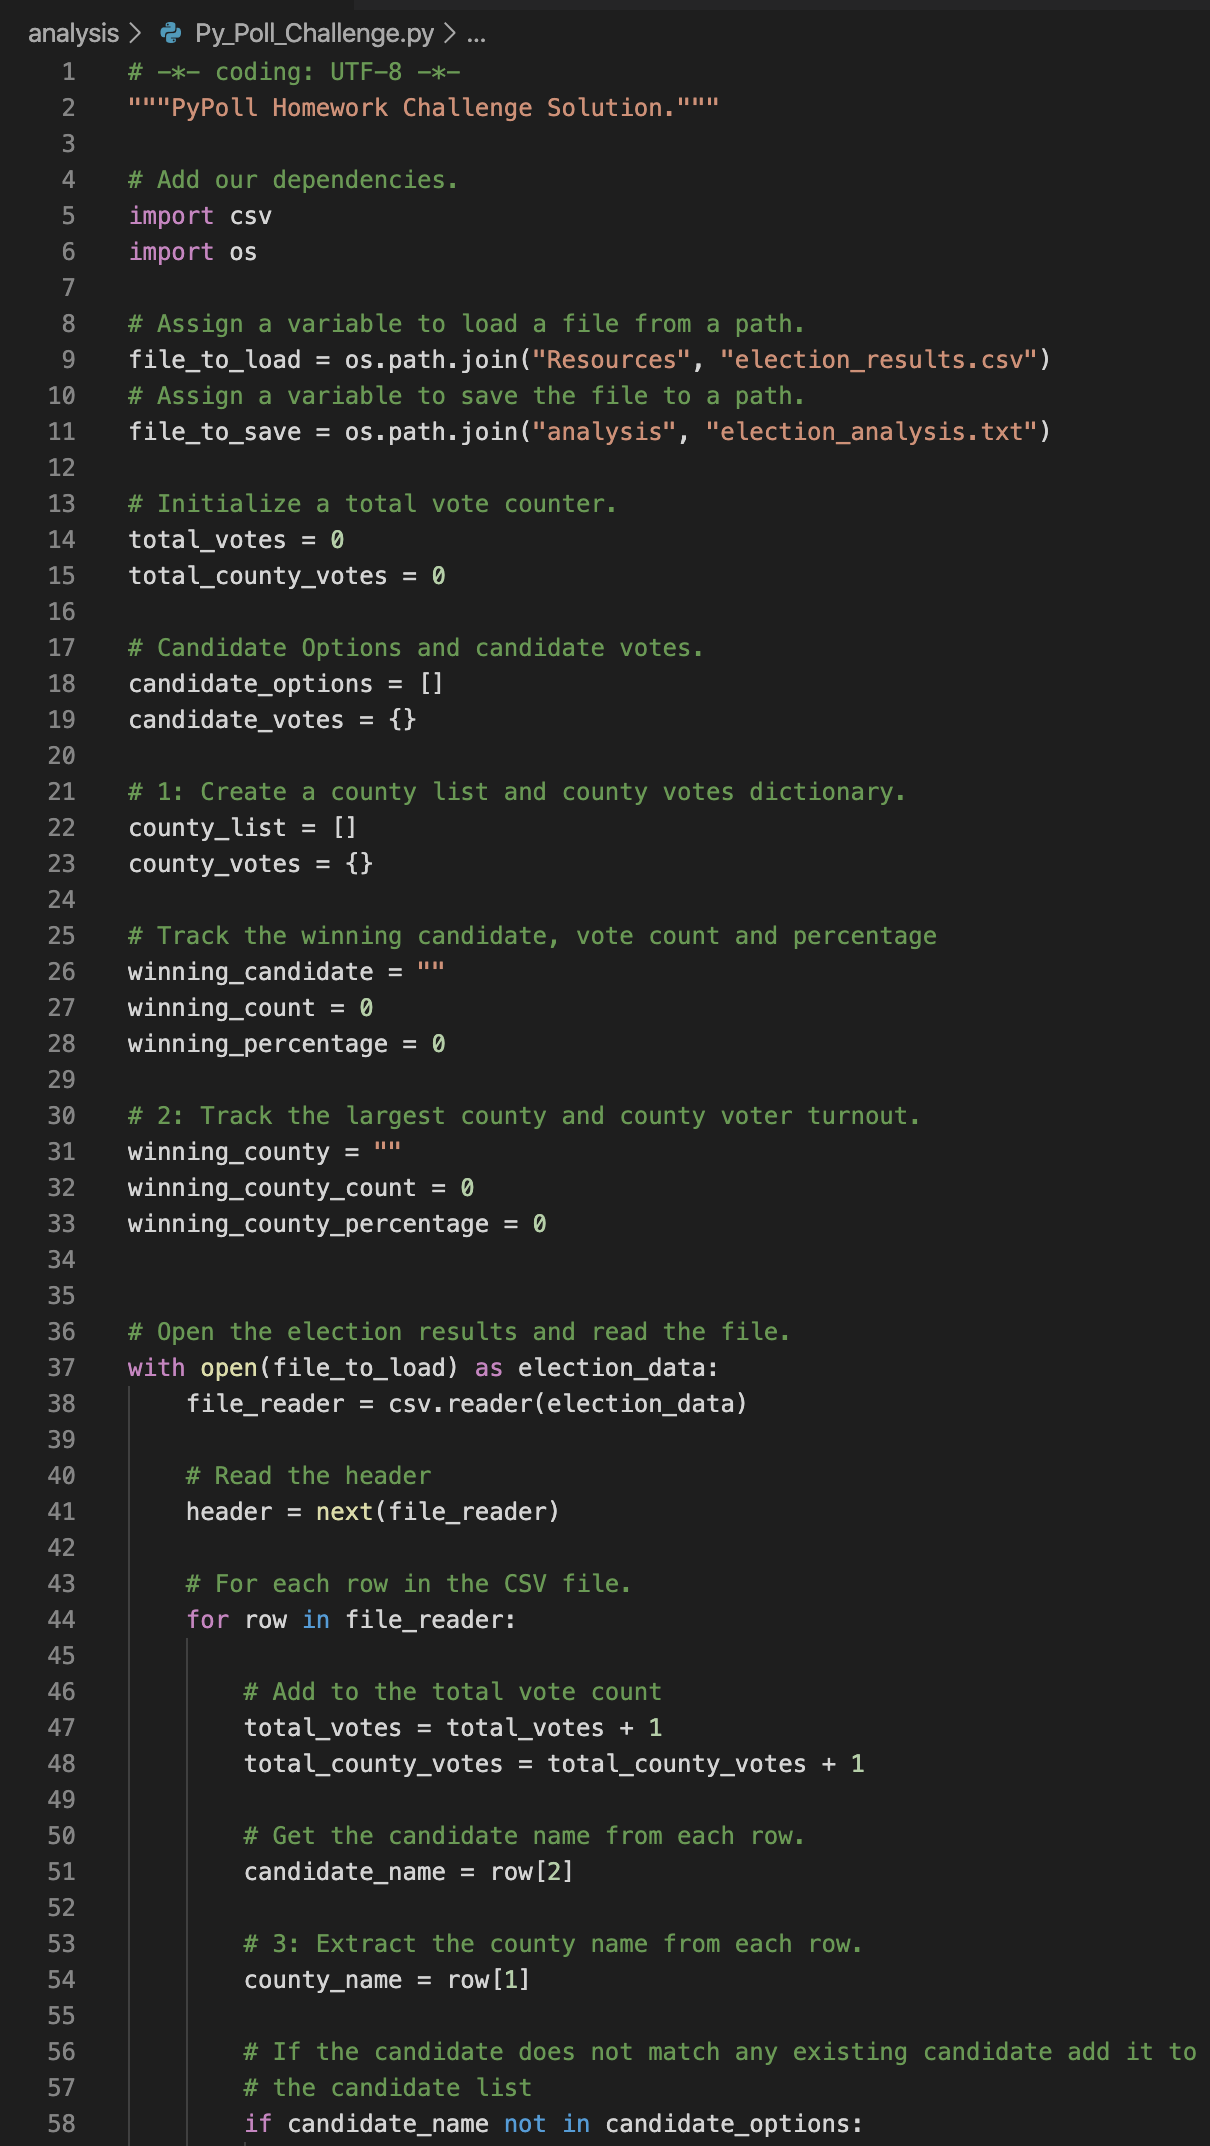 analysis > Py_Poll_Challenge.py > ...
1 # -*- coding: UTF-8 -*-
2 """PyPoll Homework Challenge Solution."""
3
4 # Add our dependencies.
5 import csv
6 import os
7
8 # Assign a variable to load a file from a path.
9 file_to_load = os.path.join("Resources", "election_results.csv")
10 # Assign a variable to save the file to a path.
11 file_to_save = os.path.join("analysis", "election_analysis.txt")
12
13 # Initialize a total vote counter.
14 total_votes = 0
15 total_county_votes = 0
16
17 # Candidate Options and candidate votes.
18 candidate_options = []
19 candidate_votes = {}
20
21 # 1: Create a county list and county votes dictionary.
22 county_list = []
23 county_votes = {}
24
25 # Track the winning candidate, vote count and percentage
26 winning_candidate = ""
27 winning_count = 0
28 winning_percentage = 0
29
30 # 2: Track the largest county and county voter turnout.
31 winning_county = ""
32 winning_county_count = 0
33 winning_county_percentage = 0
34
35
36 # Open the election results and read the file.
37 with open(file_to_load) as election_data:
38     file_reader = csv.reader(election_data)
39
40     # Read the header
41     header = next(file_reader)
42
43     # For each row in the CSV file.
44     for row in file_reader:
45
46         # Add to the total vote count
47         total_votes = total_votes + 1
48         total_county_votes = total_county_votes + 1
49
50         # Get the candidate name from each row.
51         candidate_name = row[2]
52
53         # 3: Extract the county name from each row.
54         county_name = row[1]
55
56         # If the candidate does not match any existing candidate add it to
57         # the candidate list
58         if candidate_name not in candidate_options: